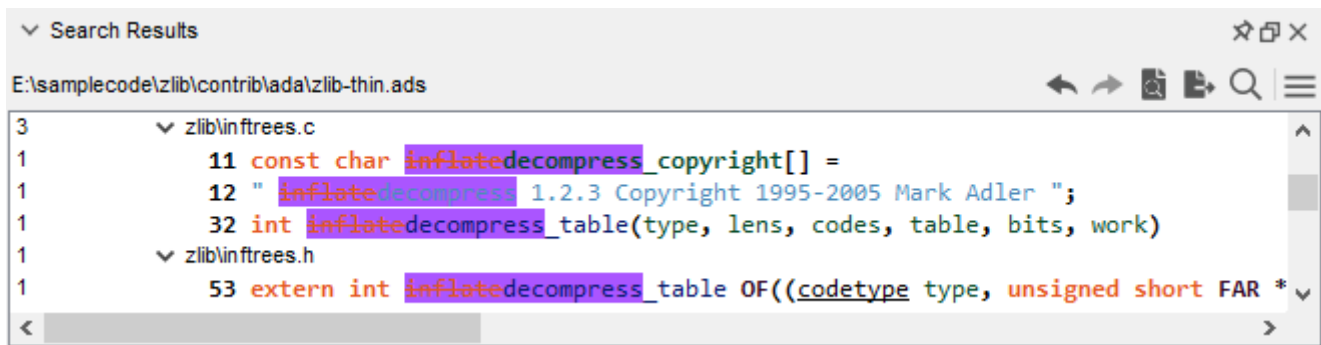 Search Results
E:\samplecode\zlib\contrib\ada\zlib-thin.ads
3 zlib\inftrees.c
1 11 const char inflatedecompress_copyright[] =
1 12 " inflatedecompress 1.2.3 Copyright 1995-2005 Mark Adler ";
1 32 int inflatedecompress_table(type, lens, codes, table, bits, work)
1 zlib\inftrees.h
1 53 extern int inflatedecompress_table OF((codetype type, unsigned short FAR *